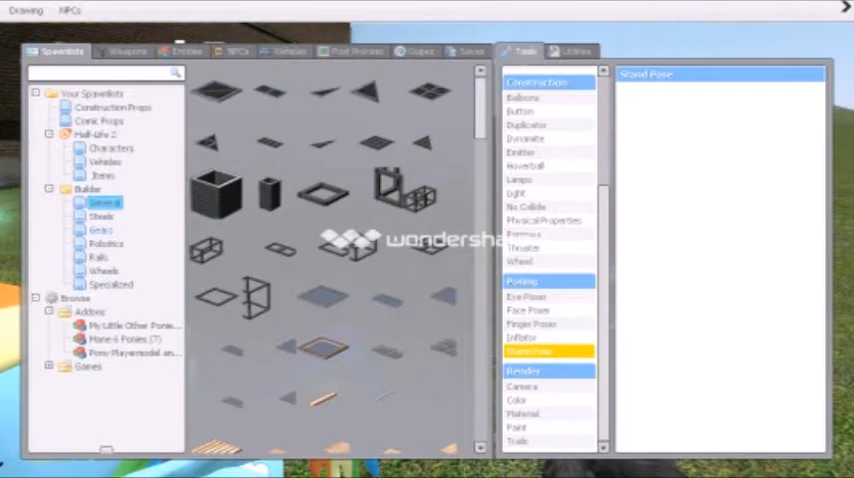 Drawing NPCs
Spawnlists Weapons Entities NPCs Vehicles Post Process Dupes Saves Tools Utilities
Your Spawnlists
Construction Props
Comic Props
Half-Life 2
Characters
Vehicles
Items
Builder
General
Steels
Gears
Robotics
Rails
Wheels
Specialized
Browse
Addons
My Little Other Ponie...
Mane 6 Ponies (7)
Pony Playermodel an...
Games
wondersha
Construction
Balloons
Button
Duplicator
Dynamite
Emitter
Hoverball
Lamps
Light
No Collide
Physical Properties
Thruster
Wheel
Posing
Eye Poser
Face Poser
Finger Poser
Inflator
Stand Pose
Render
Camera
Color
Material
Paint
Trails
Stand Pose